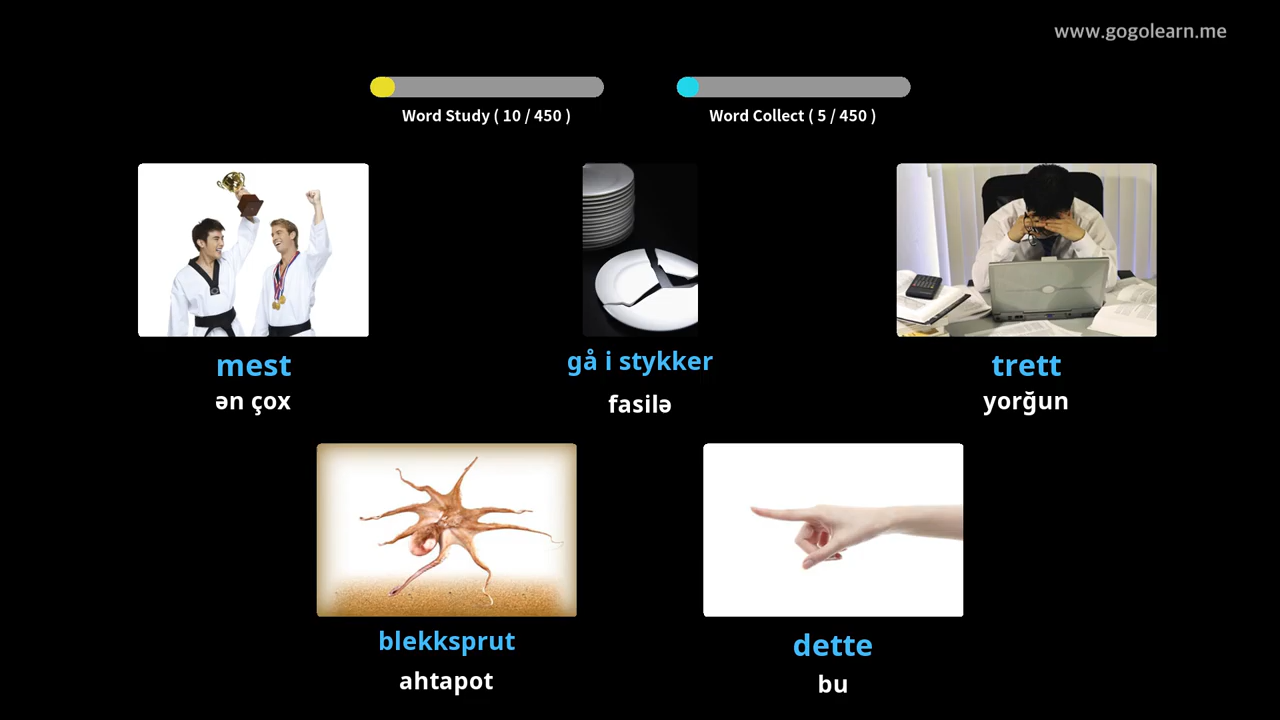 www.gogolearn.me
Word Study ( 10 / 450 )
Word Collect ( 5 / 450 )
mest
ən çox
gå i stykker
fasilə
trett
yorğun
blekksprut
ahtapot
dette
bu